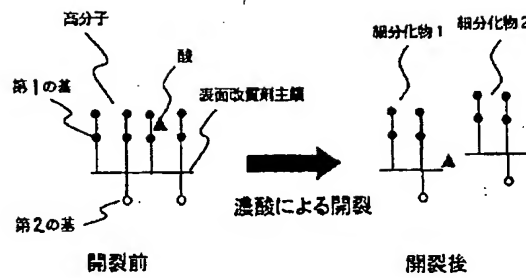 高分子
酸
第1の基
表面改質剤主鎖
第2の基
開裂前
濃酸による開裂
細分化物1
細分化物2
開裂後